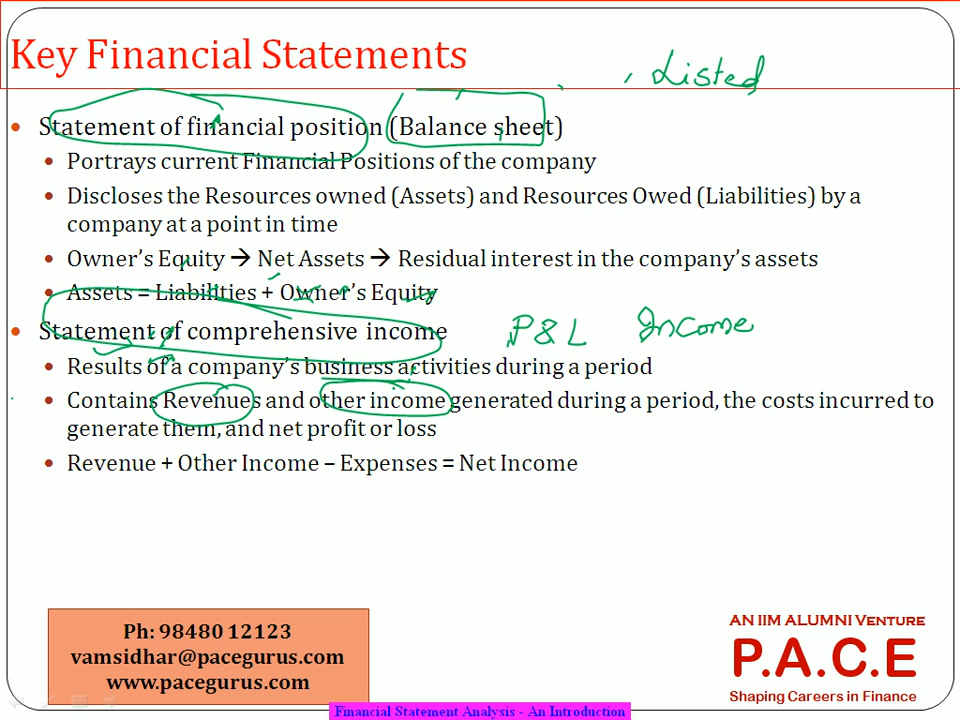 Key Financial Statements
Listed
• Statement of financial position (Balance sheet)
• Portrays current Financial Positions of the company
• Discloses the Resources owned (Assets) and Resources Owed (Liabilities) by a
company at a point in time
• Owner's Equity → Net Assets → Residual interest in the company's assets
• Assets = Liabilities + Owner's Equity
• Statement of comprehensive income
P & L Income
• Results of a company's business activities during a period
• Contains Revenues and other income generated during a period, the costs incurred to
generate them, and net profit or loss
• Revenue + Other Income – Expenses = Net Income
Ph: 98480 12123
vamsidhar@pacegurus.com
www.pacegurus.com
AN IIM ALUMNI VENTURE
P.A.C.E
Shaping Careers in Finance
Financial Statement Analysis - An Introduction